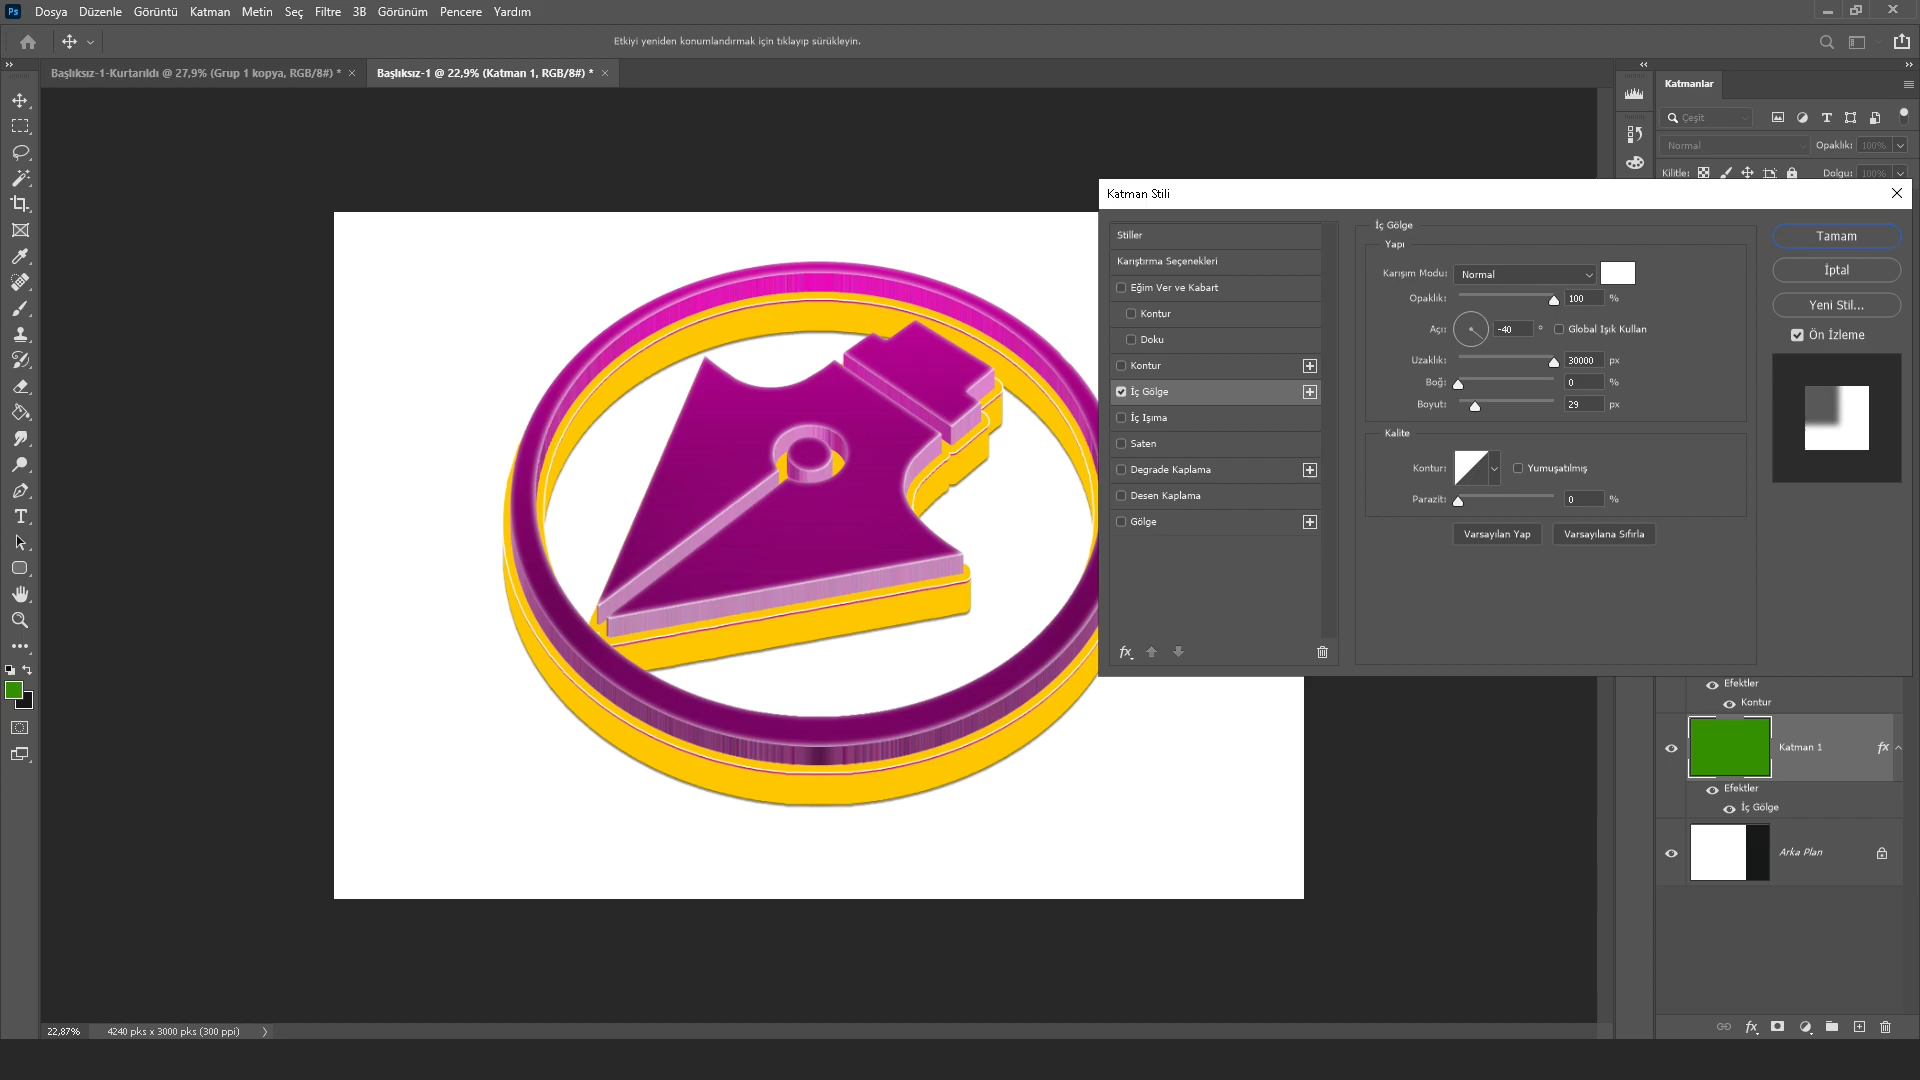 Ps Dosya Düzenle Görüntü Katman Metin Seç Filtre 3B Görünüm Pencere Yardım
Etkiyi yeniden konumlandırmak için tıklayıp sürükleyin.
Başlıksız-1-Kurtarıldı @ 27,9% (Grup 1 kopya, RGB/8#) *
Başlıksız-1 @ 22,9% (Katman 1, RGB/8#) *
Katmanlar
Çeşit
Normal Opaklık: 100%
Kilitle: Dolgu: 100%
Katman Stili
Stiller
Karıştırma Seçenekleri
Eğim Ver ve Kabart
Kontur
Doku
Kontur
İç Gölge
İç Işıma
Saten
Degrade Kaplama
Desen Kaplama
Gölge
fx
İç Gölge
Yapı
Karışım Modu: Normal
Opaklık: 100 %
Açı: -40 ° Global Işık Kullan
Uzaklık: 30000 px
Boğ: 0 %
Boyut: 29 px
Kalite
Kontur: Yumuşatılmış
Parazit: 0 %
Varsayılan Yap Varsayılana Sıfırla
Tamam
İptal
Yeni Stil...
Ön İzleme
Efektler
Kontur
Katman 1 fx
Efektler
İç Gölge
Arka Plan
fx
22,87% 4240 pks x 3000 pks (300 ppi)